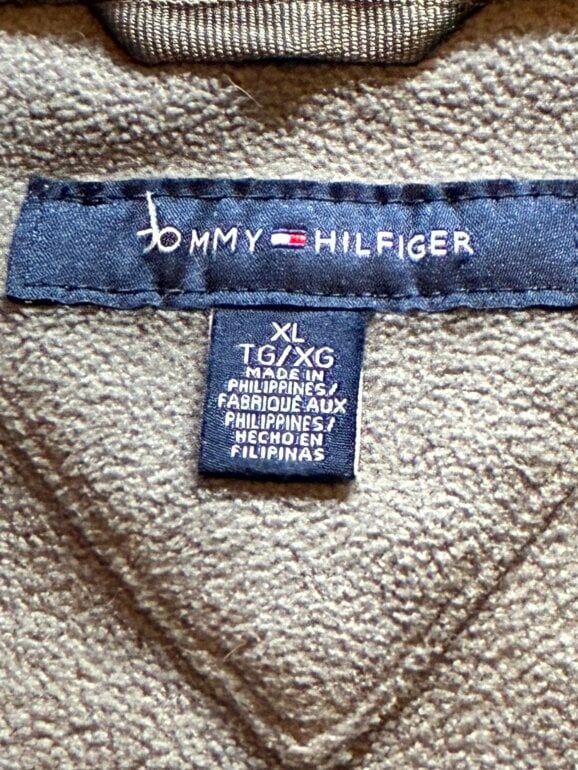 TOMMY HILFIGER
XL
TG/XG
MADE IN
PHILIPPINES/
FABRIQUÉ AUX
PHILIPPINES/
HECHO EN
FILIPINAS